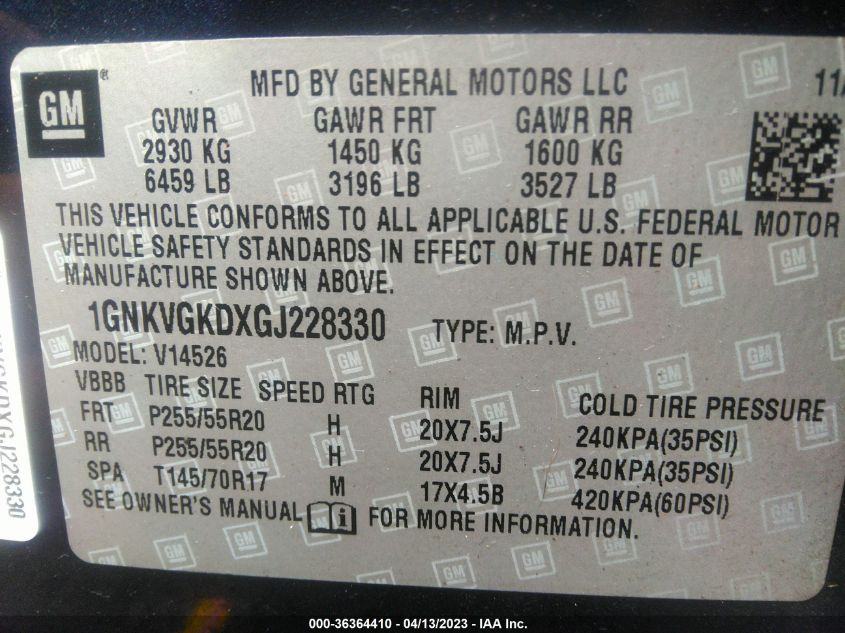 GM ® MFD BY GENERAL MOTORS LLC 11/
GVWR GAWR FRT GAWR RR
2930 KG 1450 KG 1600 KG
6459 LB 3196 LB 3527 LB
THIS VEHICLE CONFORMS TO ALL APPLICABLE U.S. FEDERAL MOTOR
VEHICLE SAFETY STANDARDS IN EFFECT ON THE DATE OF
MANUFACTURE SHOWN ABOVE.
1GNKVGKDXGJ228330 TYPE: M.P.V.
MODEL: V14526
VBBB TIRE SIZE SPEED RTG RIM COLD TIRE PRESSURE
FRT P255/55R20 H 20X7.5J 240KPA(35PSI)
RR P255/55R20 H 20X7.5J 240KPA(35PSI)
SPA T145/70R17 M 17X4.5B 420KPA(60PSI)
SEE OWNER'S MANUAL FOR MORE INFORMATION.
000-36364410 - 04/13/2023 - IAA Inc.